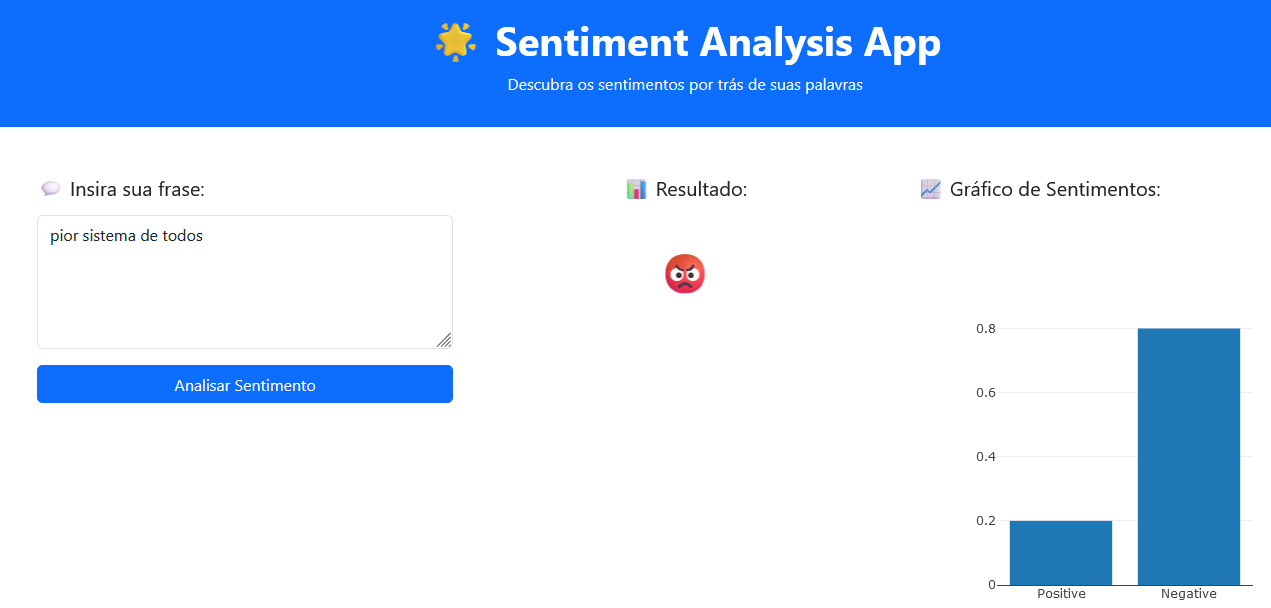 Sentiment Analysis App
Descubra os sentimentos por trás de suas palavras
Insira sua frase:
pior sistema de todos
Analisar Sentimento
Resultado:
Gráfico de Sentimentos:
0.8
0.6
0.4
0.2
0
Positive
Negative